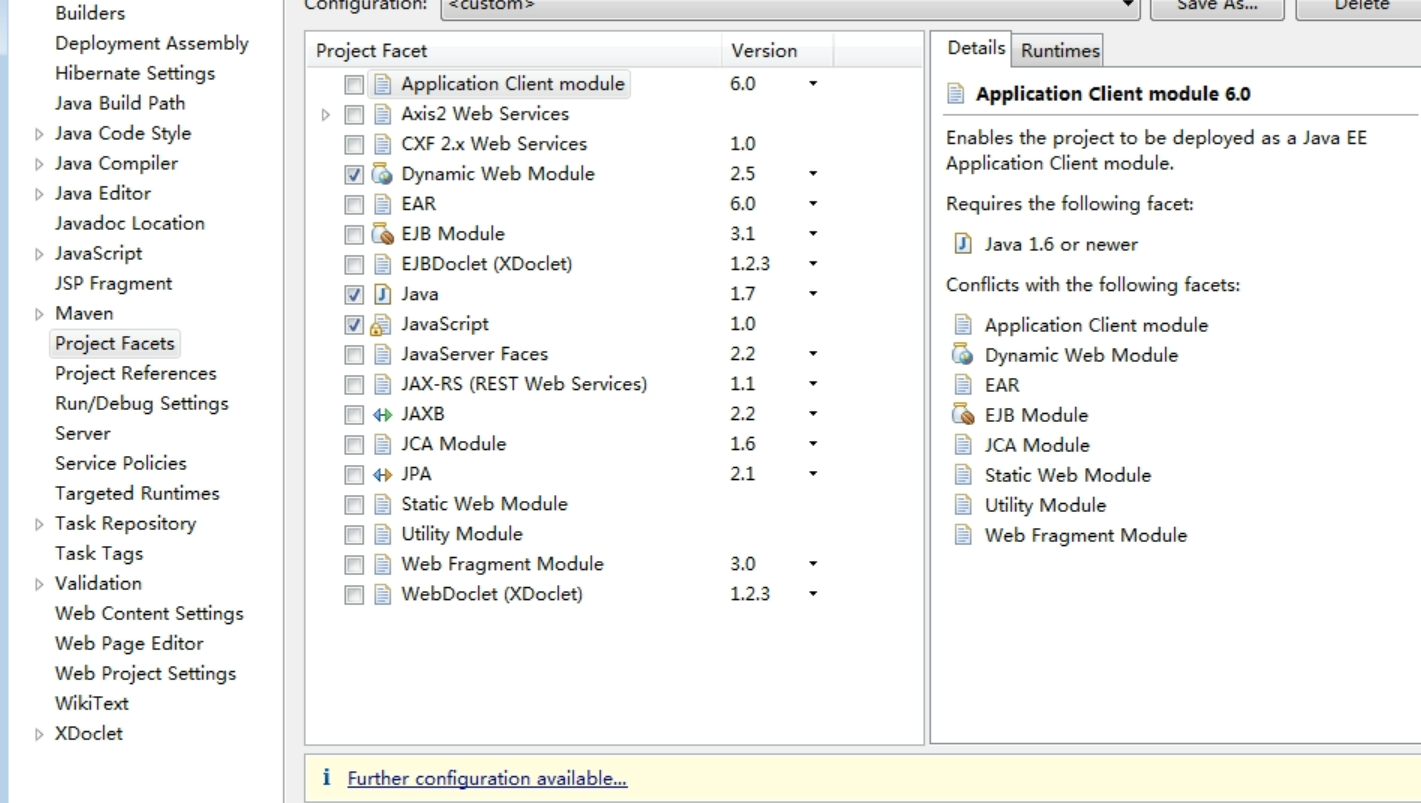 Configuration: <custom> Save As... Delete
Builders
Deployment Assembly
Hibernate Settings
Java Build Path
Java Code Style
Java Compiler
Java Editor
Javadoc Location
JavaScript
JSP Fragment
Maven
Project Facets
Project References
Run/Debug Settings
Server
Service Policies
Targeted Runtimes
Task Repository
Task Tags
Validation
Web Content Settings
Web Page Editor
Web Project Settings
WikiText
XDoclet
Project Facet Version
Application Client module 6.0
Axis2 Web Services
CXF 2.x Web Services 1.0
Dynamic Web Module 2.5
EAR 6.0
EJB Module 3.1
EJBDoclet (XDoclet) 1.2.3
Java 1.7
JavaScript 1.0
JavaServer Faces 2.2
JAX-RS (REST Web Services) 1.1
JAXB 2.2
JCA Module 1.6
JPA 2.1
Static Web Module
Utility Module
Web Fragment Module 3.0
WebDoclet (XDoclet) 1.2.3
Details Runtimes
Application Client module 6.0
Enables the project to be deployed as a Java EE
Application Client module.
Requires the following facet:
Java 1.6 or newer
Conflicts with the following facets:
Application Client module
Dynamic Web Module
EAR
EJB Module
JCA Module
Static Web Module
Utility Module
Web Fragment Module
Further configuration available...